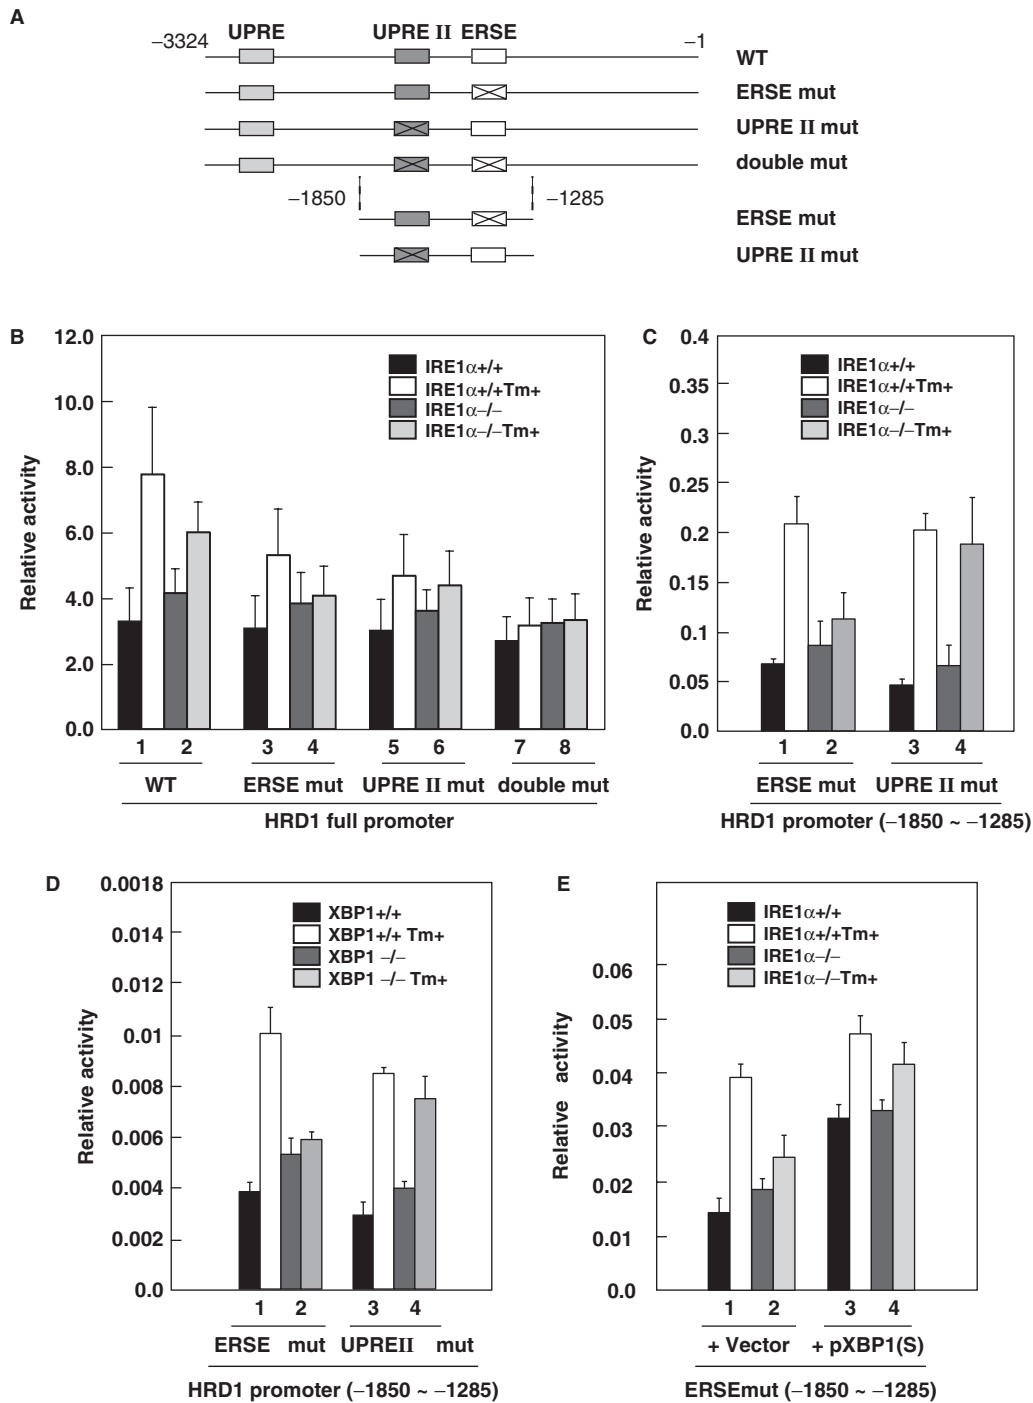 A
UPRE UPRE II ERSE
−3324 −1
WT
ERSE mut
UPRE II mut
double mut
−1850 −1285
ERSE mut
UPRE II mut
B
12.0
10.0
8.0
6.0
4.0
2.0
0.0
Relative activity
IRE1α+/+
IRE1α+/+Tm+
IRE1α−/−
IRE1α−/−Tm+
1 2 3 4 5 6 7 8
WT ERSE mut UPRE II mut double mut
HRD1 full promoter
C
0.4
0.35
0.3
0.25
0.2
0.15
0.1
0.05
0.0
Relative activity
IRE1α+/+
IRE1α+/+Tm+
IRE1α−/−
IRE1α−/−Tm+
1 2 3 4
ERSE mut UPRE II mut
HRD1 promoter (−1850 ~ −1285)
D
0.0018
0.014
0.012
0.01
0.008
0.006
0.004
0.002
0.0
Relative activity
XBP1+/+
XBP1+/+ Tm+
XBP1 −/−
XBP1 −/− Tm+
1 2 3 4
ERSE mut UPREII mut
HRD1 promoter (−1850 ~ −1285)
E
0.06
0.05
0.04
0.03
0.02
0.01
0.0
Relative activity
IRE1α+/+
IRE1α+/+Tm+
IRE1α−/−
IRE1α−/−Tm+
1 2 3 4
+ Vector + pXBP1(S)
ERSEmut (−1850 ~ −1285)